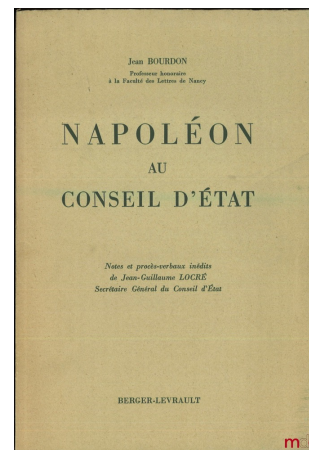 Jean BOURDON
Professeur honoraire
à la Faculté des Lettres de Nancy
NAPOLÉON
AU
CONSEIL D'ÉTAT
Notes et procès-verbaux inédits
de Jean-Guillaume LOCRÉ
Secrétaire Général du Conseil d'État
BERGER-LEVRAULT